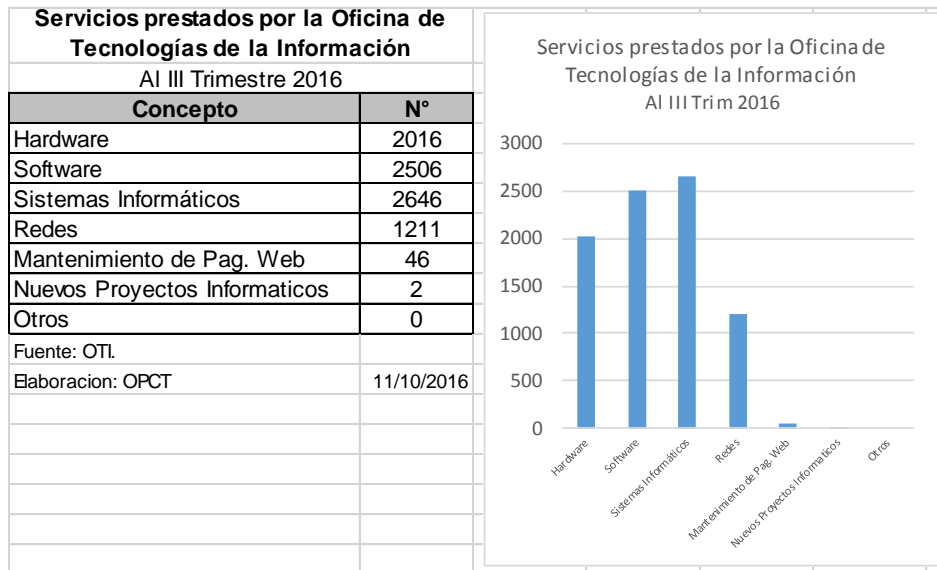 Servicios prestados por la Oficina de
Tecnologías de la Información
Al III Trimestre 2016
Concepto N°
Hardware 2016
Software 2506
Sistemas Informáticos 2646
Redes 1211
Mantenimiento de Pag. Web 46
Nuevos Proyectos Informaticos 2
Otros 0
Fuente: OTI.
Elaboracion: OPCT 11/10/2016
Servicios prestados por la Oficina de
Tecnologías de la Información
Al III Trim 2016
3000
2500
2000
1500
1000
500
0
Hardware
Software
Sistemas Informáticos
Redes
Mantenimiento de Pag. Web
Nuevos Proyectos Informaticos
Otros